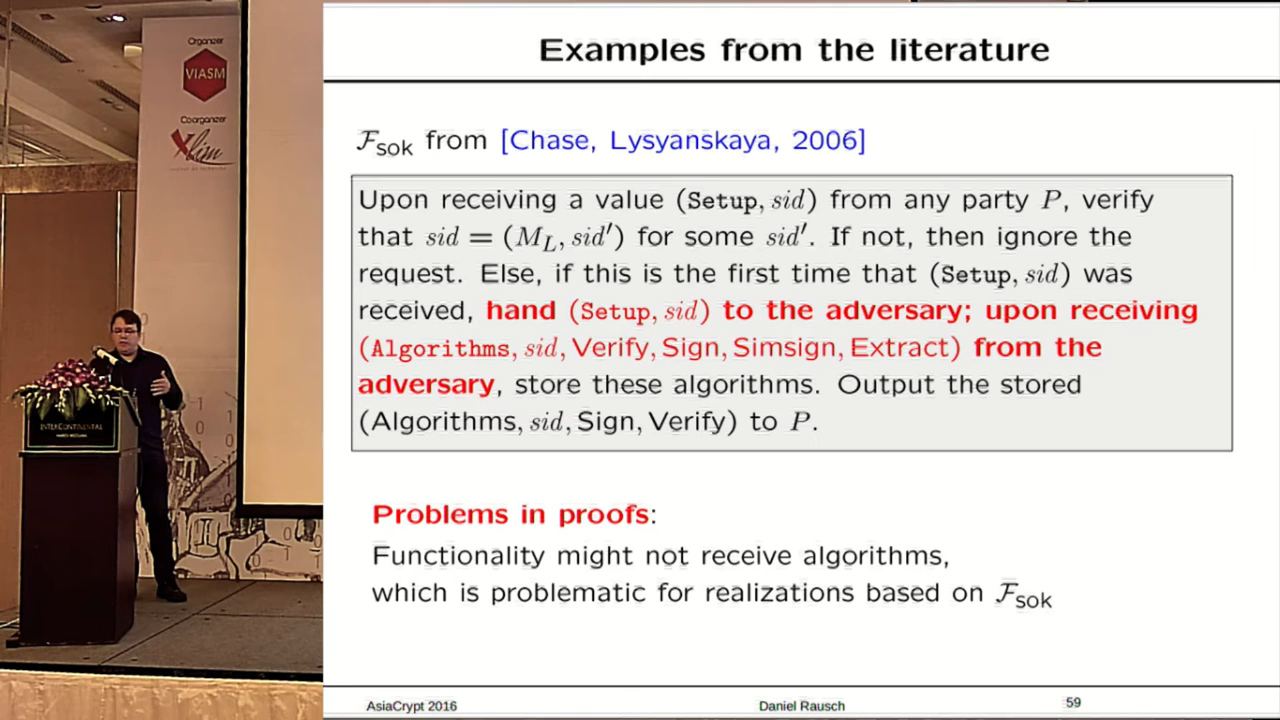 Organizer
VIASM
Co-organizer
Xlim
INTERCONTINENTAL
Examples from the literature
𝓕sok from [Chase, Lysyanskaya, 2006]
Upon receiving a value (Setup, sid) from any party P, verify
that sid = (M_L, sid′) for some sid′. If not, then ignore the
request. Else, if this is the first time that (Setup, sid) was
received, hand (Setup, sid) to the adversary; upon receiving
(Algorithms, sid, Verify, Sign, Simsign, Extract) from the
adversary, store these algorithms. Output the stored
(Algorithms, sid, Sign, Verify) to P.
Problems in proofs:
Functionality might not receive algorithms,
which is problematic for realizations based on 𝓕sok
AsiaCrypt 2016
Daniel Rausch
59